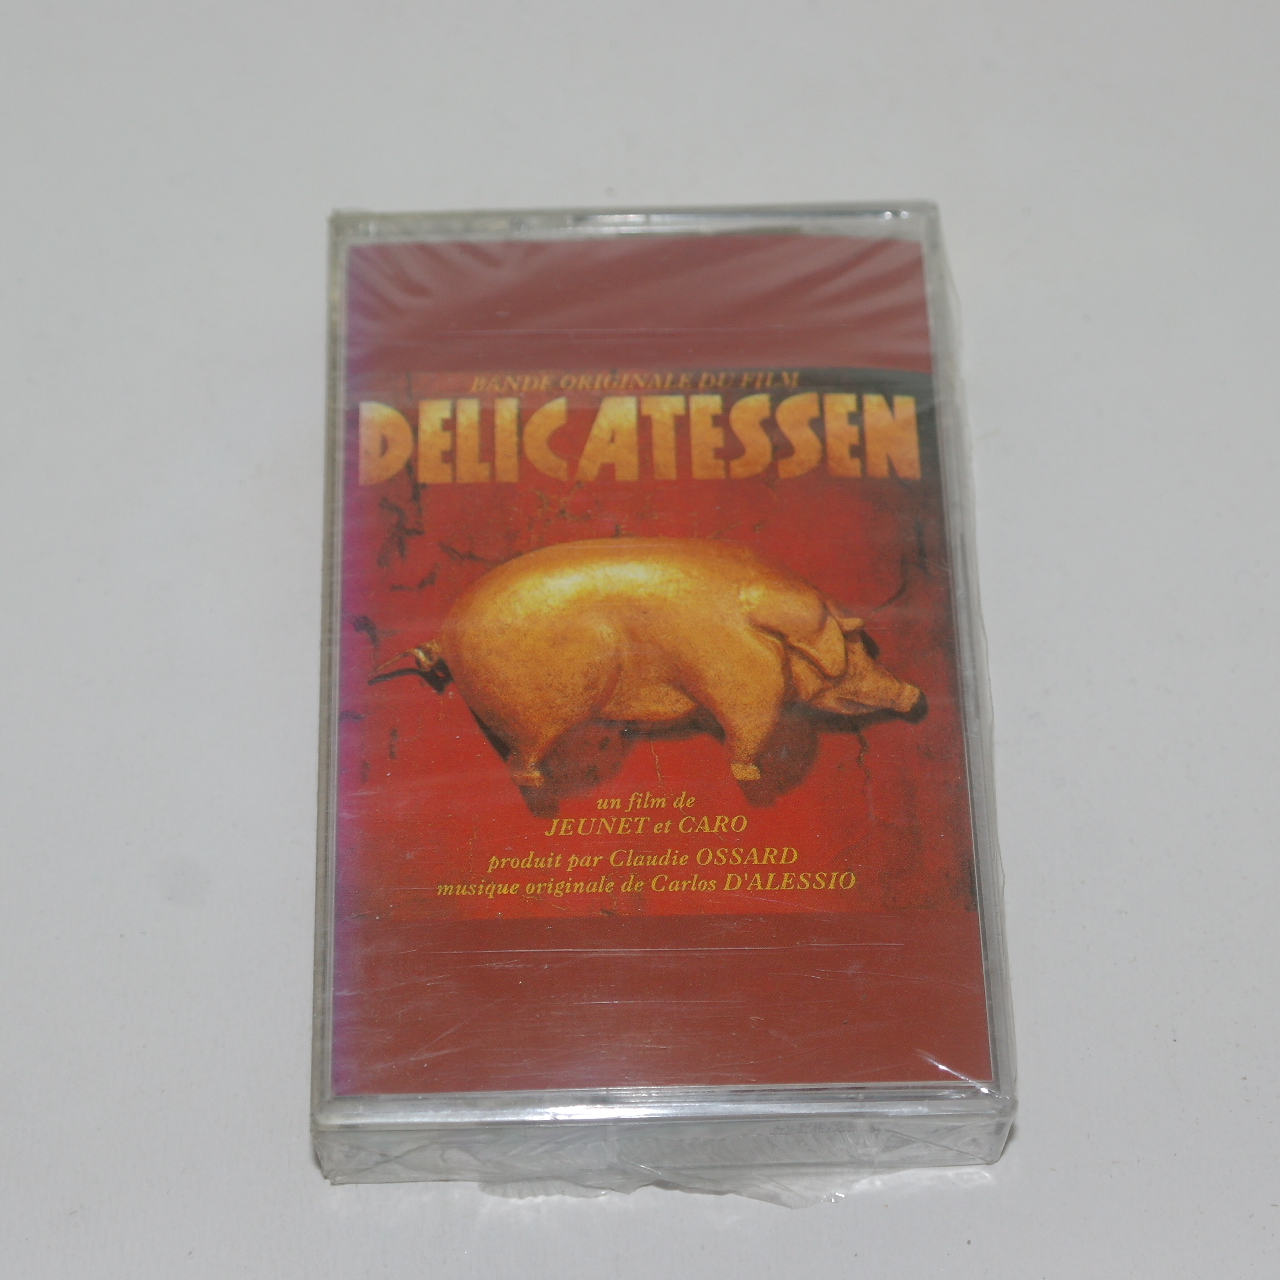 BANDE ORIGINALE DU FILM
DELICATESSEN
un film de
JEUNET et CARO
produit par Claudie OSSARD
musique originale de Carlos D'ALESSIO